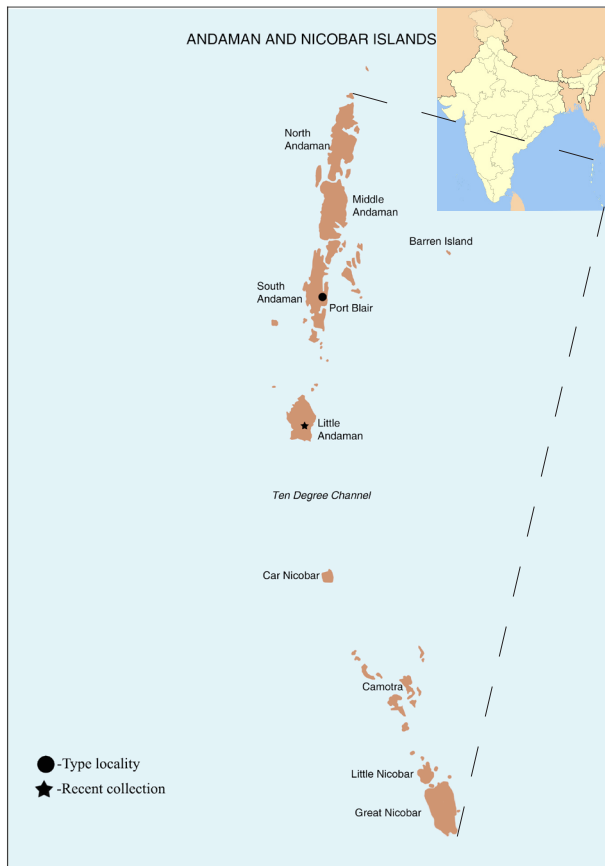 ANDAMAN AND NICOBAR ISLANDS
North
Andaman
Middle
Andaman
Barren Island
South
Andaman
Port Blair
Little
Andaman
Ten Degree Channel
Car Nicobar
Camotra
Little Nicobar
Great Nicobar
-Type locality
-Recent collection